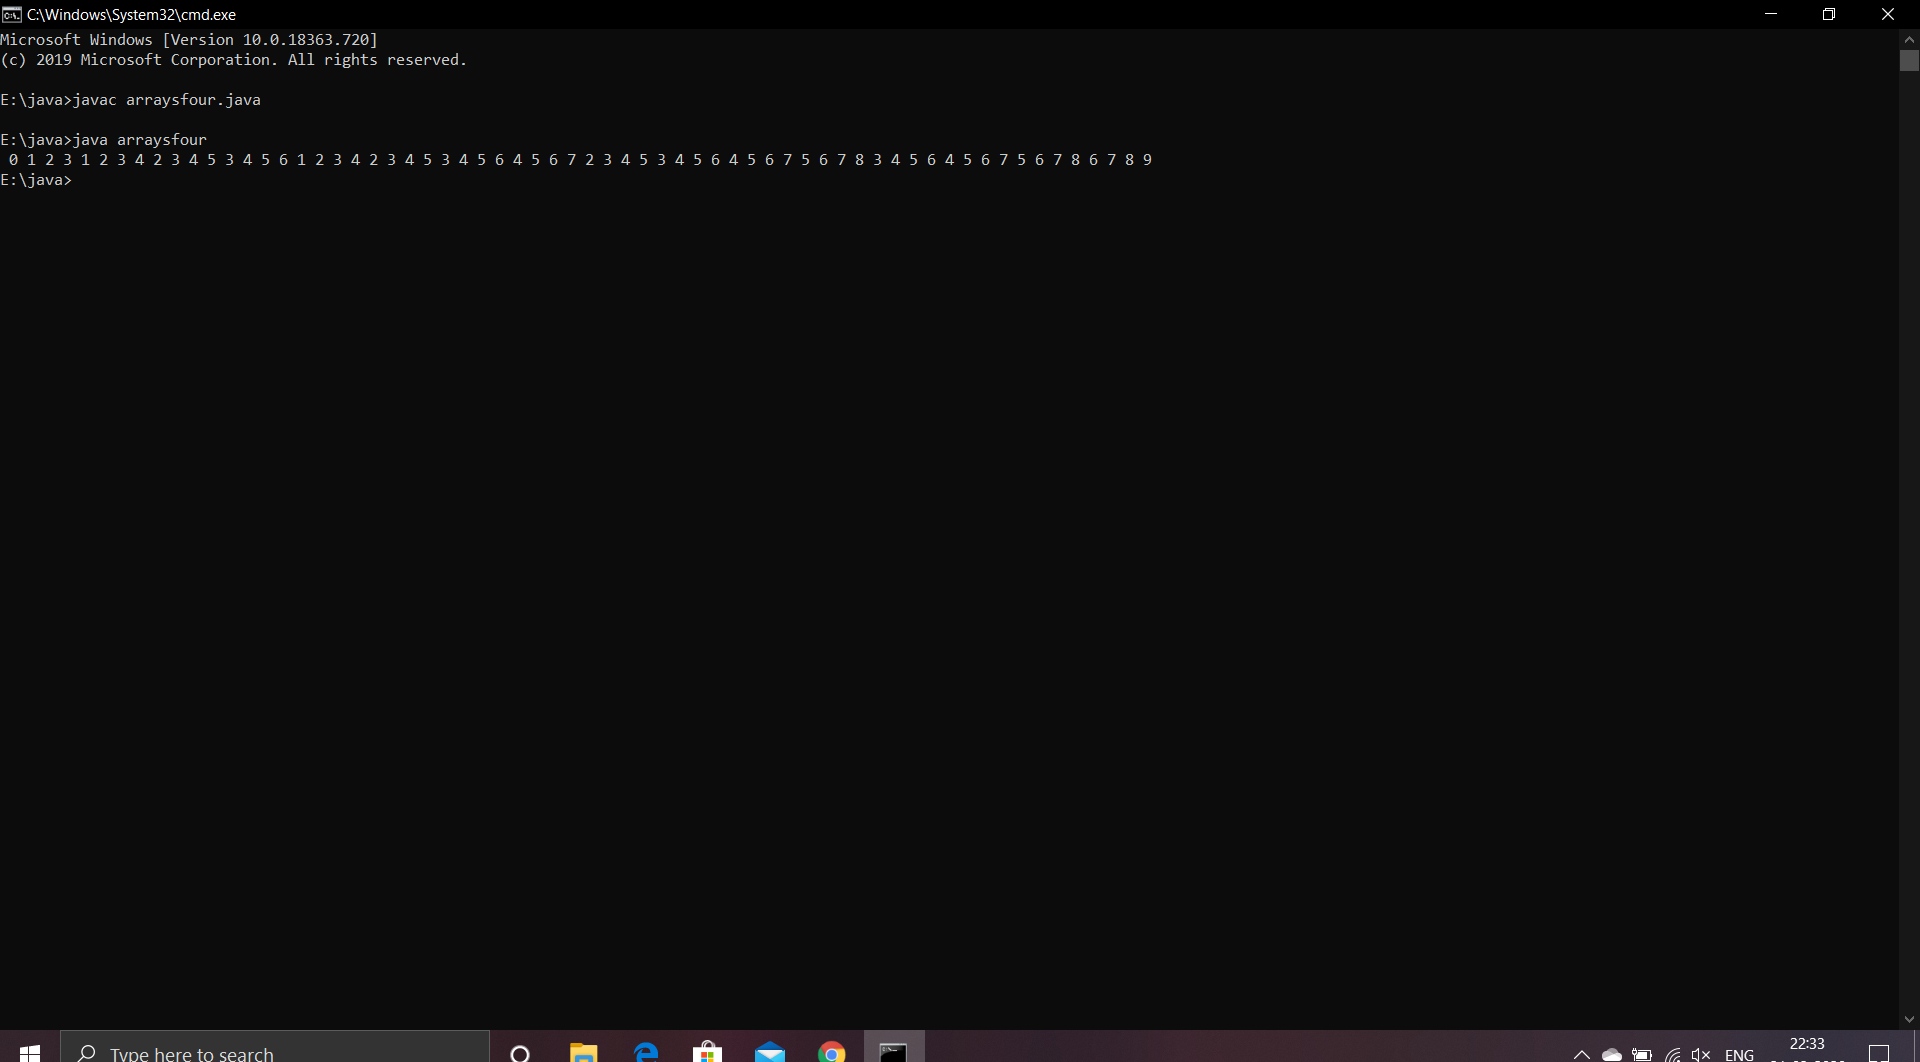 C:\Windows\System32\cmd.exe
Microsoft Windows [Version 10.0.18363.720]
(c) 2019 Microsoft Corporation. All rights reserved.
E:\java>javac arraysfour.java
E:\java>java arraysfour
0 1 2 3 1 2 3 4 2 3 4 5 3 4 5 6 1 2 3 4 2 3 4 5 3 4 5 6 4 5 6 7 2 3 4 5 3 4 5 6 4 5 6 7 5 6 7 8 3 4 5 6 4 5 6 7 5 6 7 8 6 7 8 9
E:\java>
Type here to search
ENG
22:33